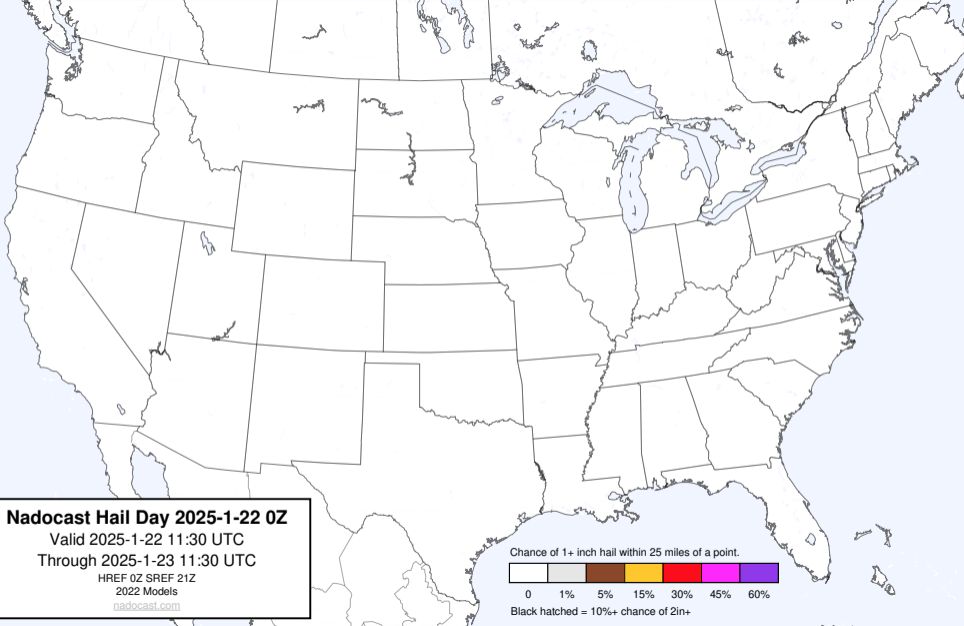 Nadocast Hail Day 2025-1-22 0Z
Valid 2025-1-22 11:30 UTC
Through 2025-1-23 11:30 UTC
HREF 0Z SREF 21Z
2022 Models
nadocast.com
Chance of 1+ inch hail within 25 miles of a point.
0 1% 5% 15% 30% 45% 60%
Black hatched = 10%+ chance of 2in+